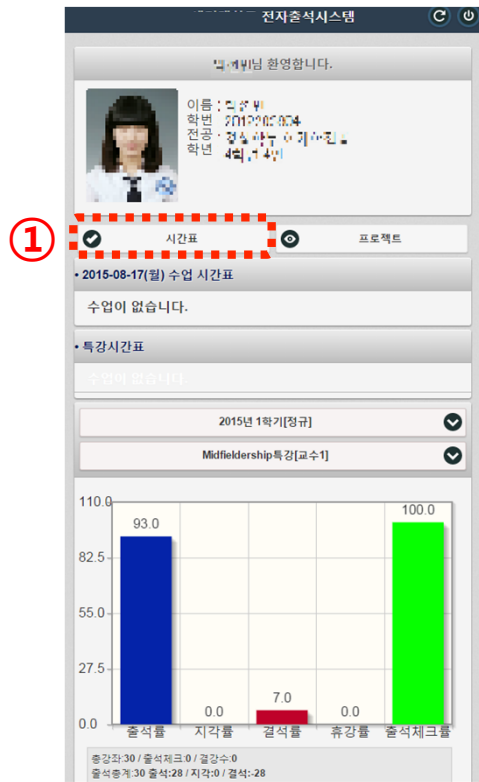 전자출석시스템
님 환영합니다.
이름 :
학번 :
전공 :
학년
①
시간표
프로젝트
• 2015-08-17(월) 수업 시간표
수업이 없습니다.
• 특강시간표
수업이 없습니다.
2015년 1학기[정규]
Midfieldership특강[교수1]
110.0
93.0
100.0
82.5
55.0
27.5
0.0
7.0
0.0
0.0
출석률
지각률
결석률
휴강률
출석체크률
총강좌:30 / 출석체크:0 / 결강수:0
출석총계:30 출석:28 / 지각:0 / 결석:-28